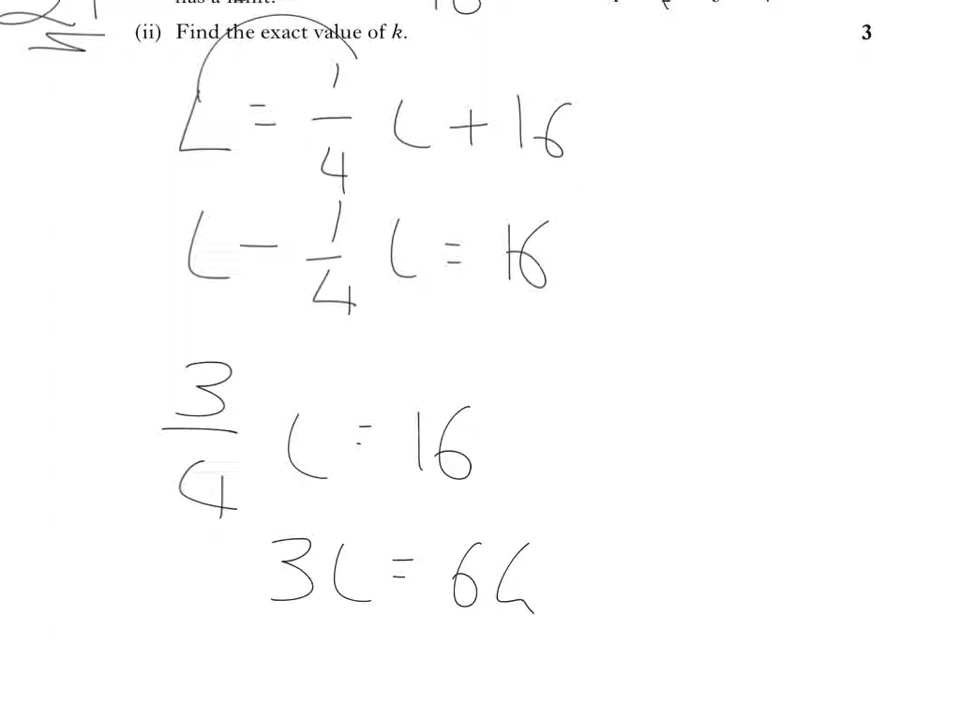 (ii) Find the exact value of k. 3
L = 1/4 L + 16
L - 1/4 L = 16
3/4 L = 16
3L = 64